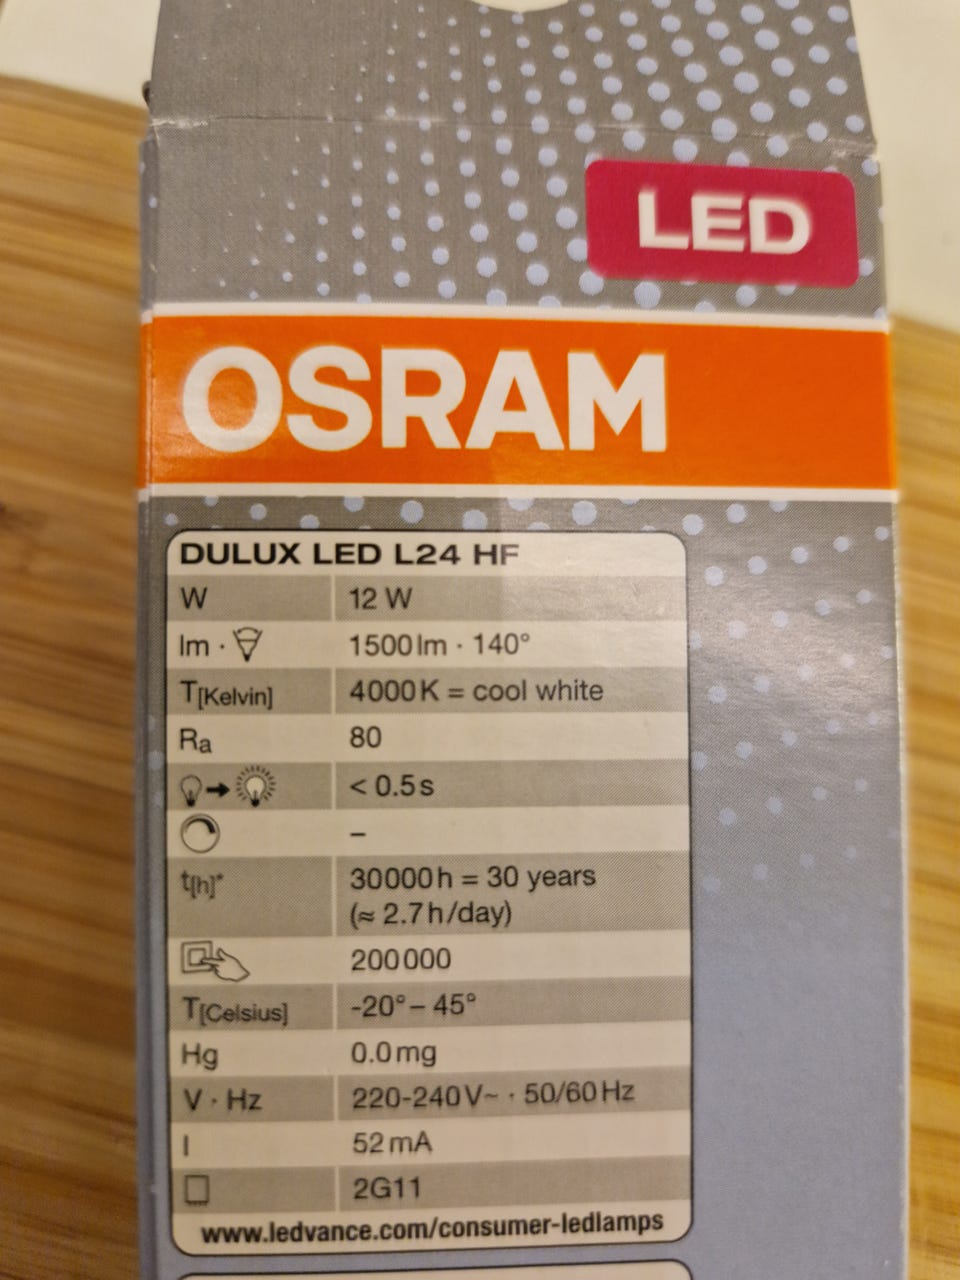 LED
OSRAM
DULUX LED L24 HF
W 12 W
lm · 1500 lm · 140°
T[Kelvin] 4000 K = cool white
Ra 80
< 0.5 s
–
t[h]* 30000 h = 30 years
(≈ 2.7 h/day)
200 000
T[Celsius] -20° – 45°
Hg 0.0 mg
V · Hz 220-240 V~ · 50/60 Hz
I 52 mA
2G11
www.ledvance.com/consumer-ledlamps